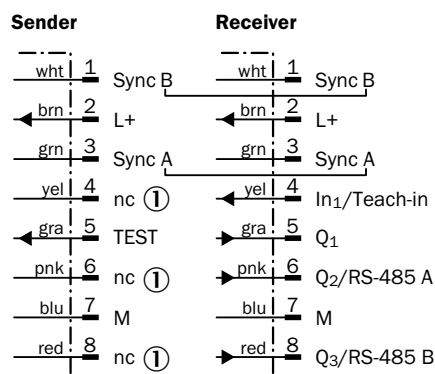 Sender
wht 1 Sync B
brn 2 L+
grn 3 Sync A
yel 4 nc ①
gra 5 TEST
pnk 6 nc ①
blu 7 M
red 8 nc ①
Receiver
wht 1 Sync B
brn 2 L+
grn 3 Sync A
yel 4 In₁/Teach-in
gra 5 Q₁
pnk 6 Q₂/RS-485 A
blu 7 M
red 8 Q₃/RS-485 B